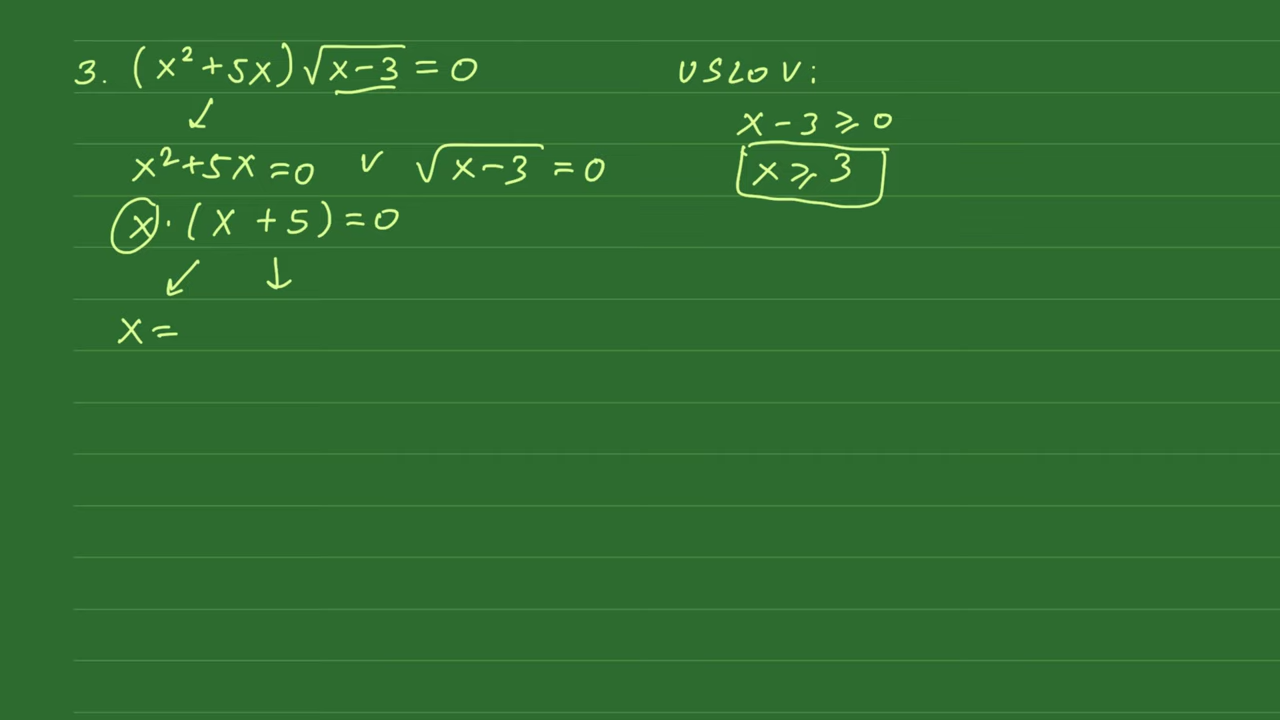 3. (x² + 5x) √x-3 = 0
x² + 5x = 0 ∨ √x-3 = 0
x · (x + 5) = 0
x =
USLOV:
x - 3 ⩾ 0
x ⩾ 3